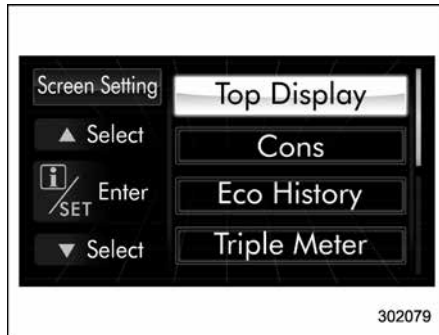 Screen Setting
▲ Select
i/SET Enter
▼ Select
Top Display
Cons
Eco History
Triple Meter
302079